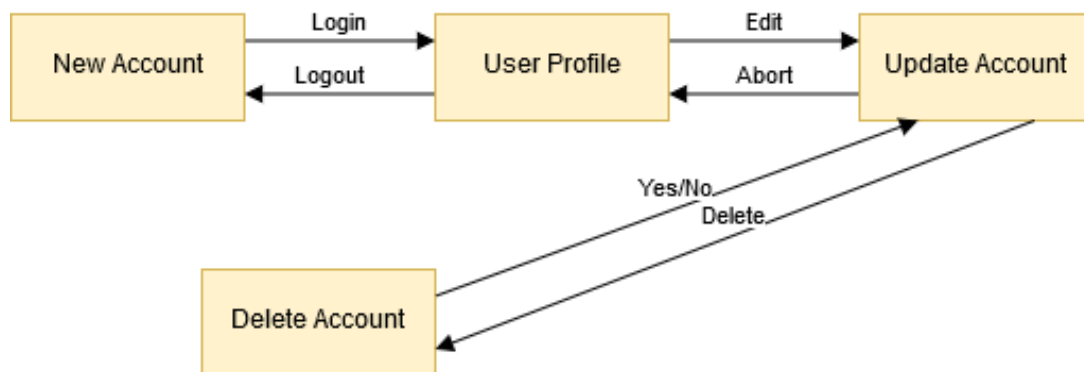 Login
Edit
New Account
User Profile
Update Account
Logout
Abort
Yes/No
Delete
Delete Account